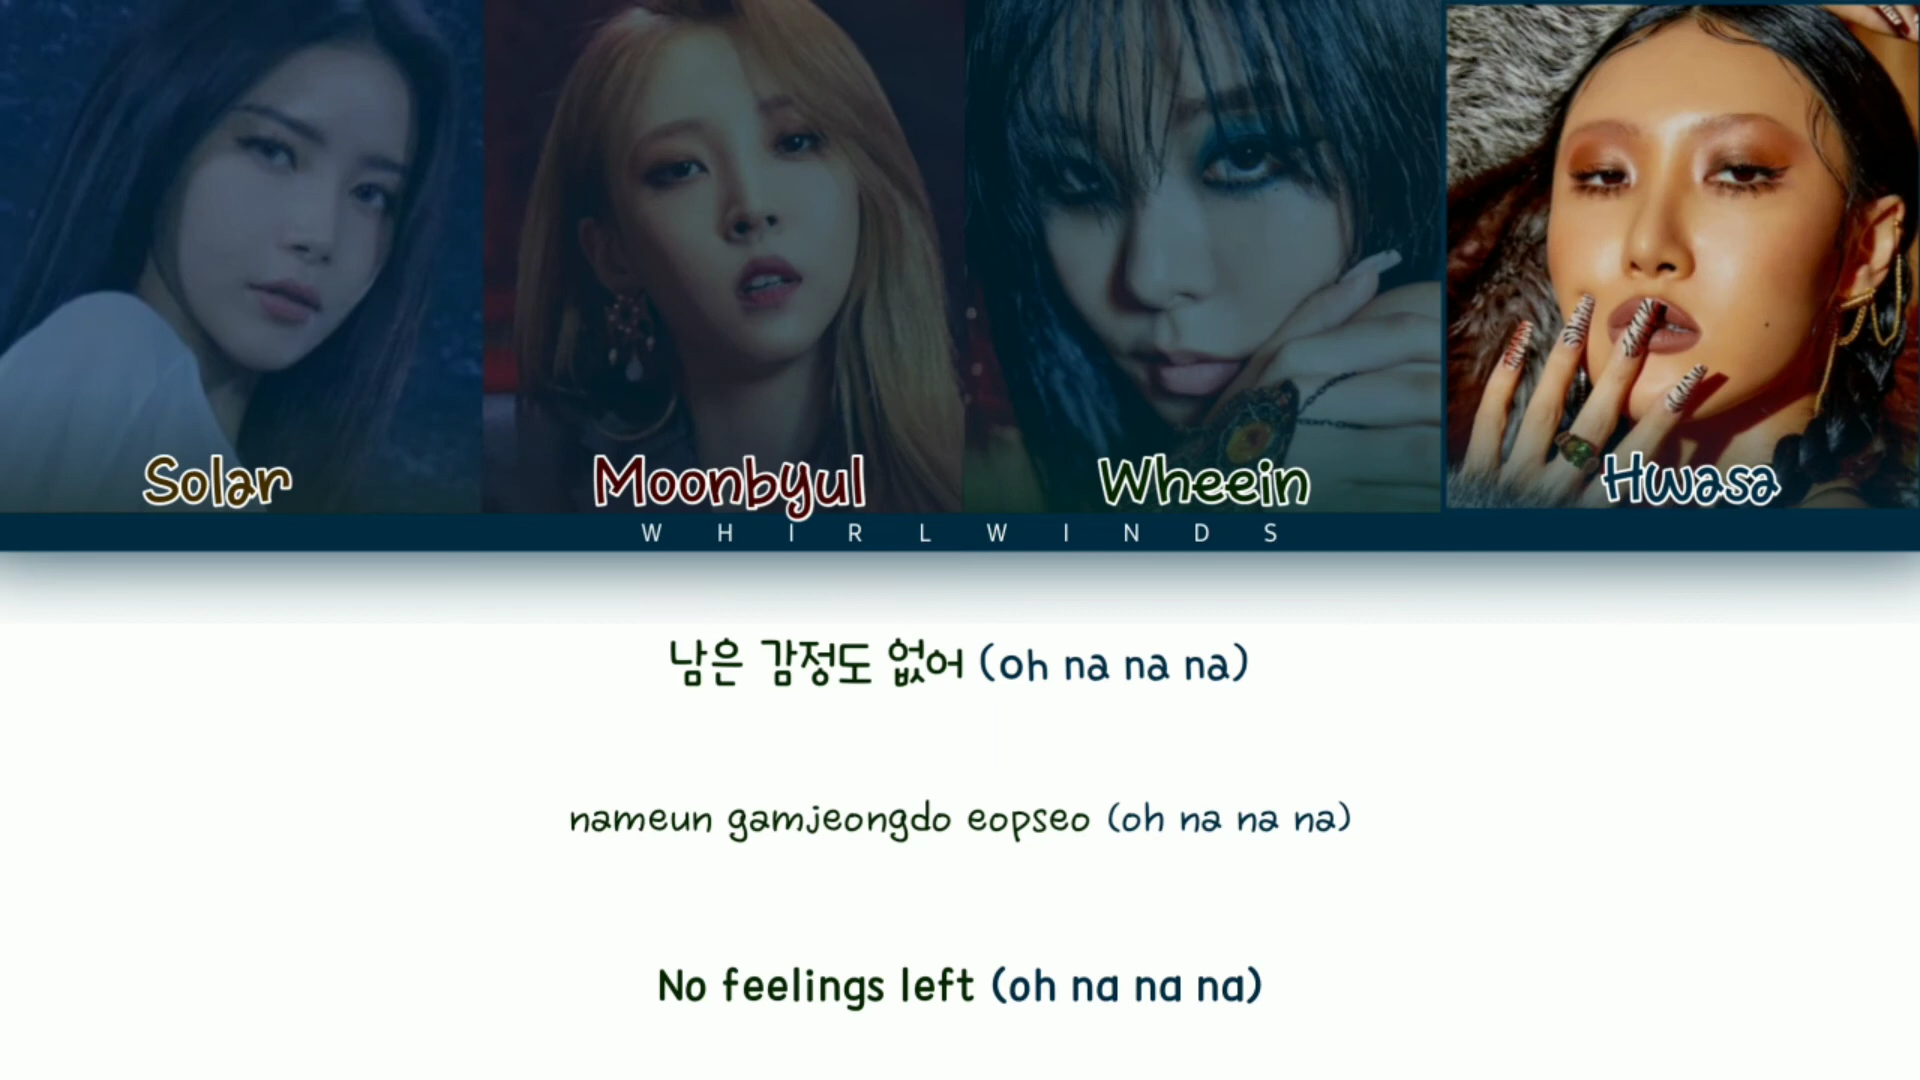 Solar
Moonbyul
Wheein
Hwasa
WHIRLWINDS
남은 감정도 없어 (oh na na na)
nameun gamjeongdo eopseo (oh na na na)
No feelings left (oh na na na)